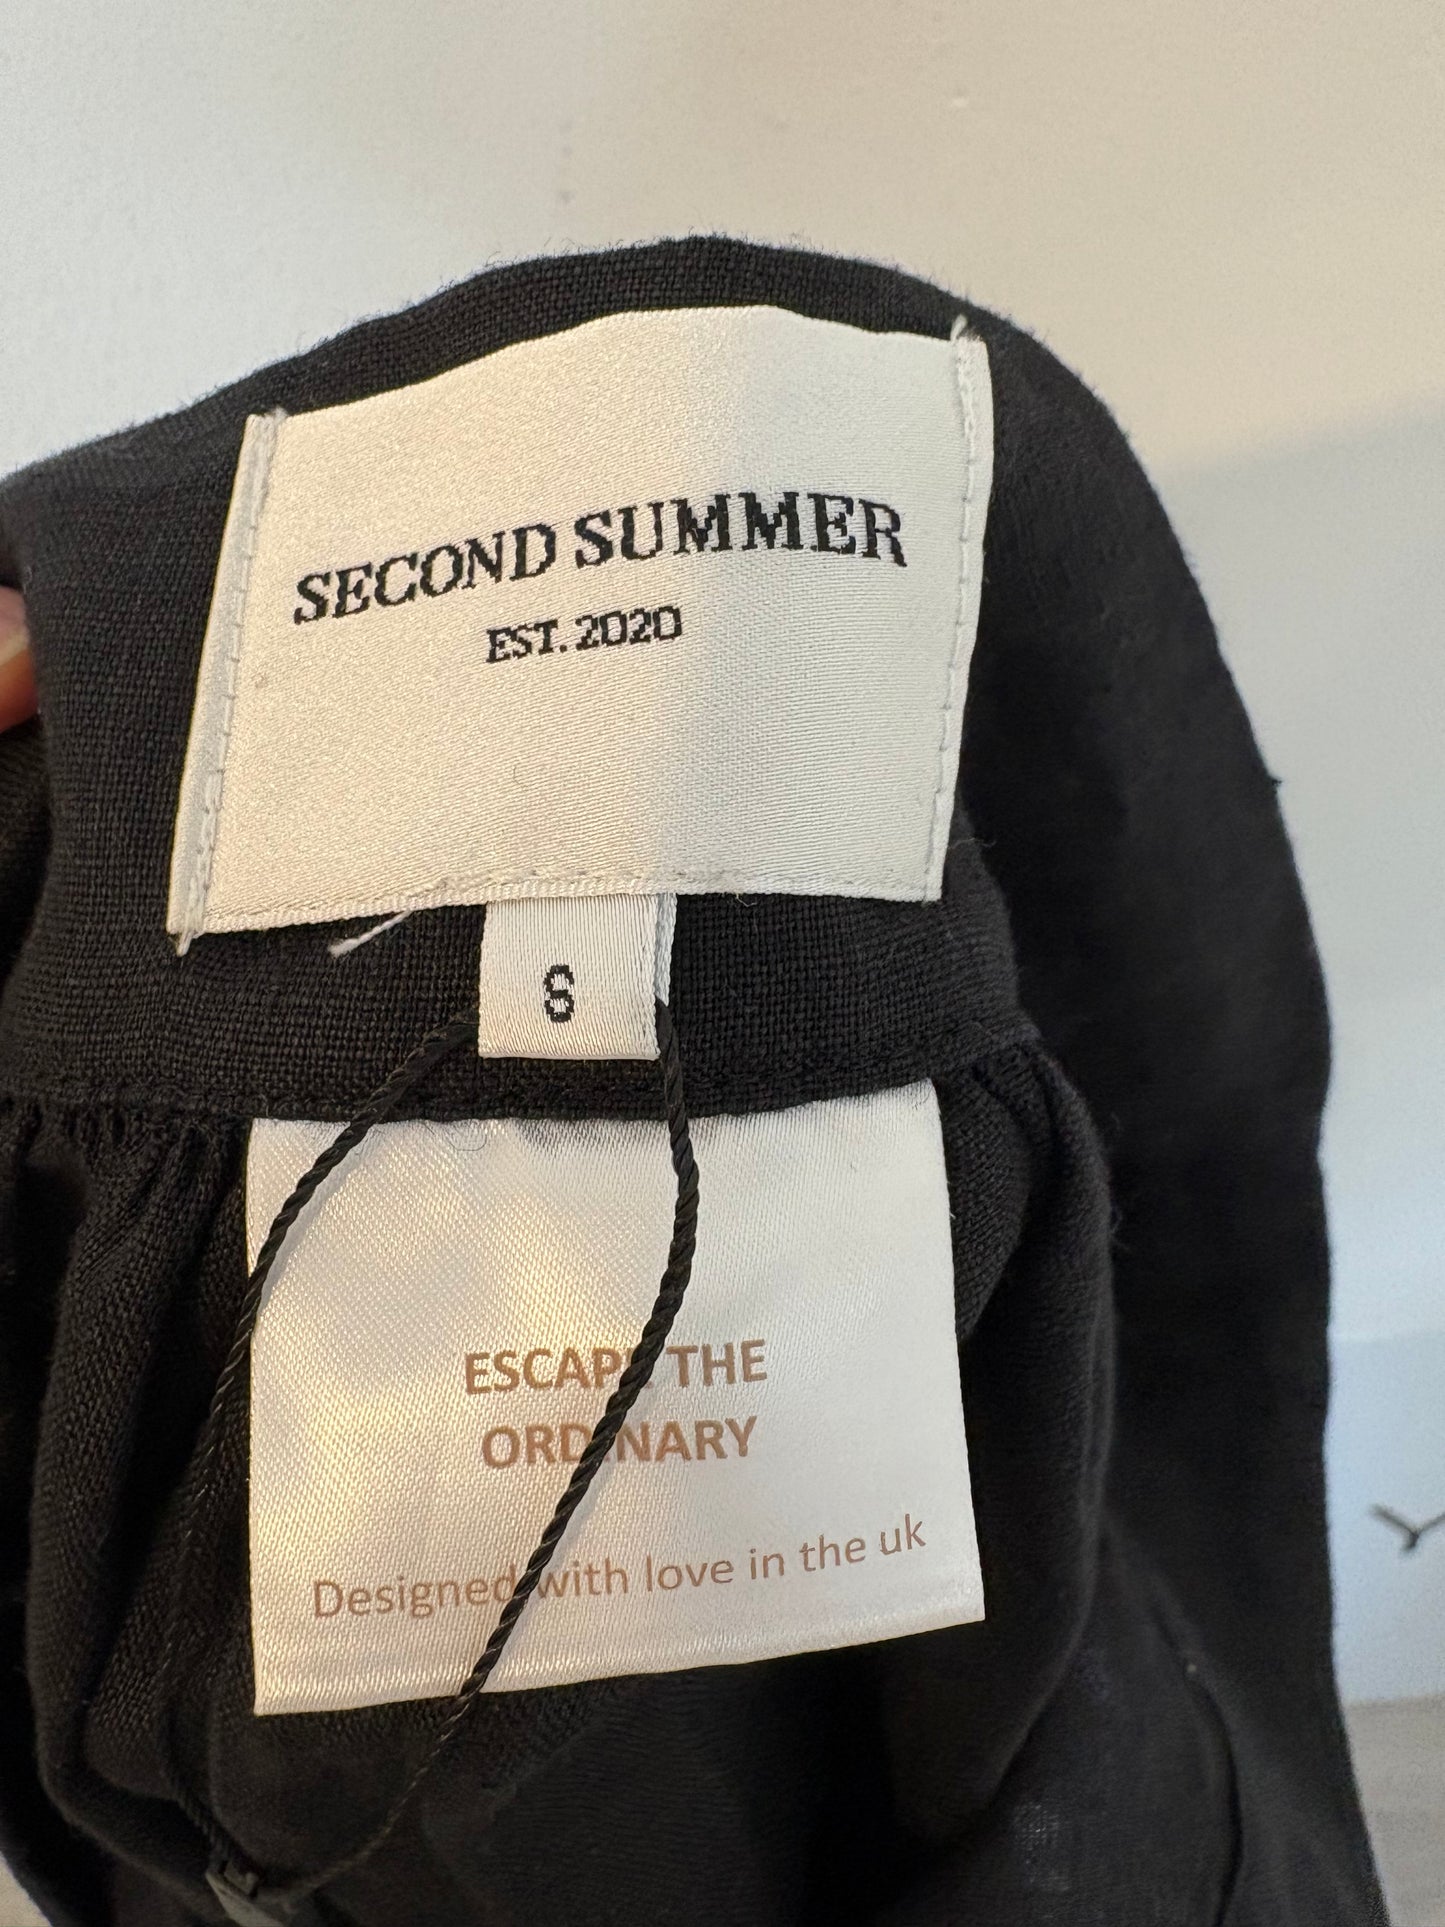 SECOND SUMMER
EST. 2020
S
ESCAPE THE
ORDINARY
Designed with love in the uk